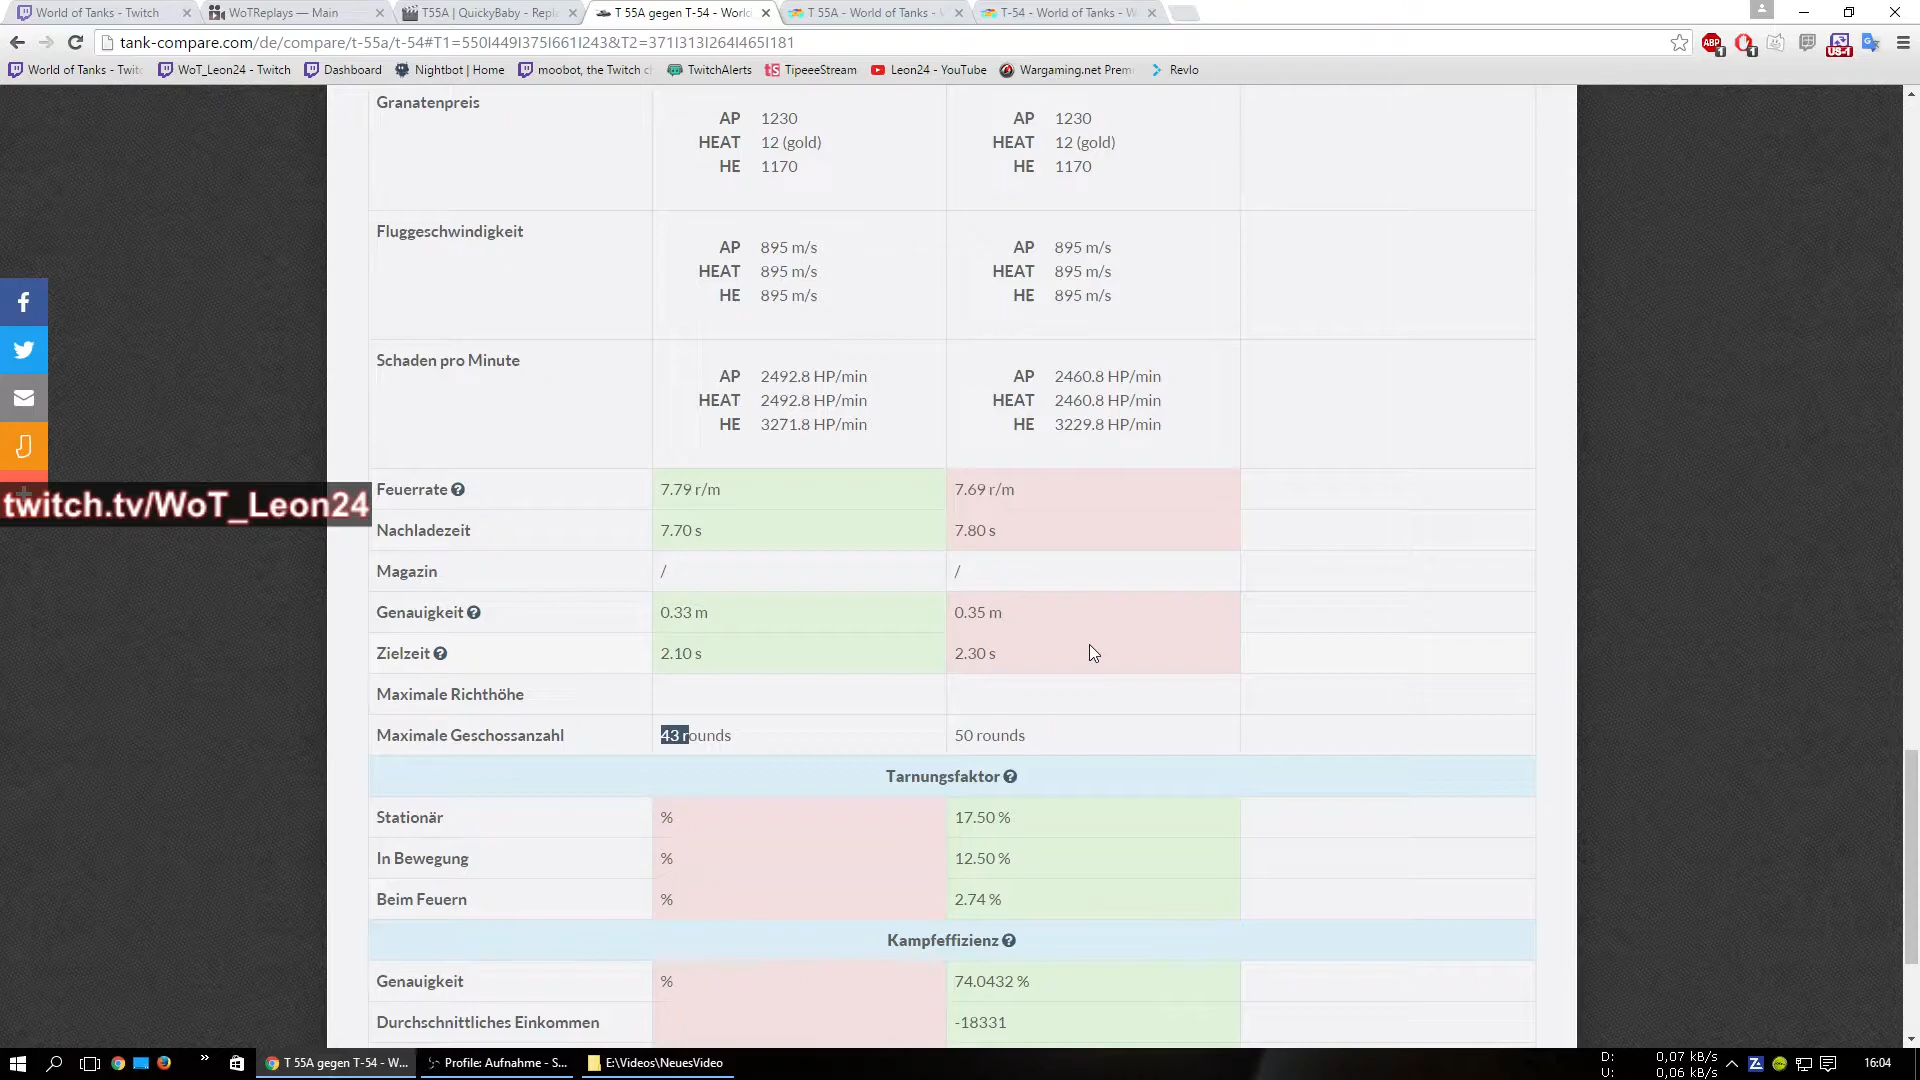 World of Tanks - Twitch
WoTReplays — Main
T55A | QuickyBaby - Repl
T 55A gegen T-54 - World
T 55A - World of Tanks -
T-54 - World of Tanks - W
tank-compare.com/de/compare/t-55a/t-54#T1=550I449I375I661I243&T2=371I313I264I465I181
ABP 1
1
US-1
World of Tanks - Twitc
WoT_Leon24 - Twitch
Dashboard
Nightbot | Home
moobot, the Twitch c
TwitchAlerts
TipeeeStream
Leon24 - YouTube
Wargaming.net Premi
Revlo
Granatenpreis
AP 1230 AP 1230
HEAT 12 (gold) HEAT 12 (gold)
HE 1170 HE 1170
Fluggeschwindigkeit
AP 895 m/s AP 895 m/s
HEAT 895 m/s HEAT 895 m/s
HE 895 m/s HE 895 m/s
Schaden pro Minute
AP 2492.8 HP/min AP 2460.8 HP/min
HEAT 2492.8 HP/min HEAT 2460.8 HP/min
HE 3271.8 HP/min HE 3229.8 HP/min
Feuerrate 7.79 r/m 7.69 r/m
twitch.tv/WoT_Leon24
Nachladezeit 7.70 s 7.80 s
Magazin / /
Genauigkeit 0.33 m 0.35 m
Zielzeit 2.10 s 2.30 s
Maximale Richthöhe
Maximale Geschossanzahl 43 rounds 50 rounds
Tarnungsfaktor
Stationär % 17.50 %
In Bewegung % 12.50 %
Beim Feuern % 2.74 %
Kampfeffizienz
Genauigkeit % 74.0432 %
Durchschnittliches Einkommen -18331
T 55A gegen T-54 - W...
Profile: Aufnahme - S...
E:\Videos\NeuesVideo
D: 0,07 kB/s
U: 0,06 kB/s
16:04